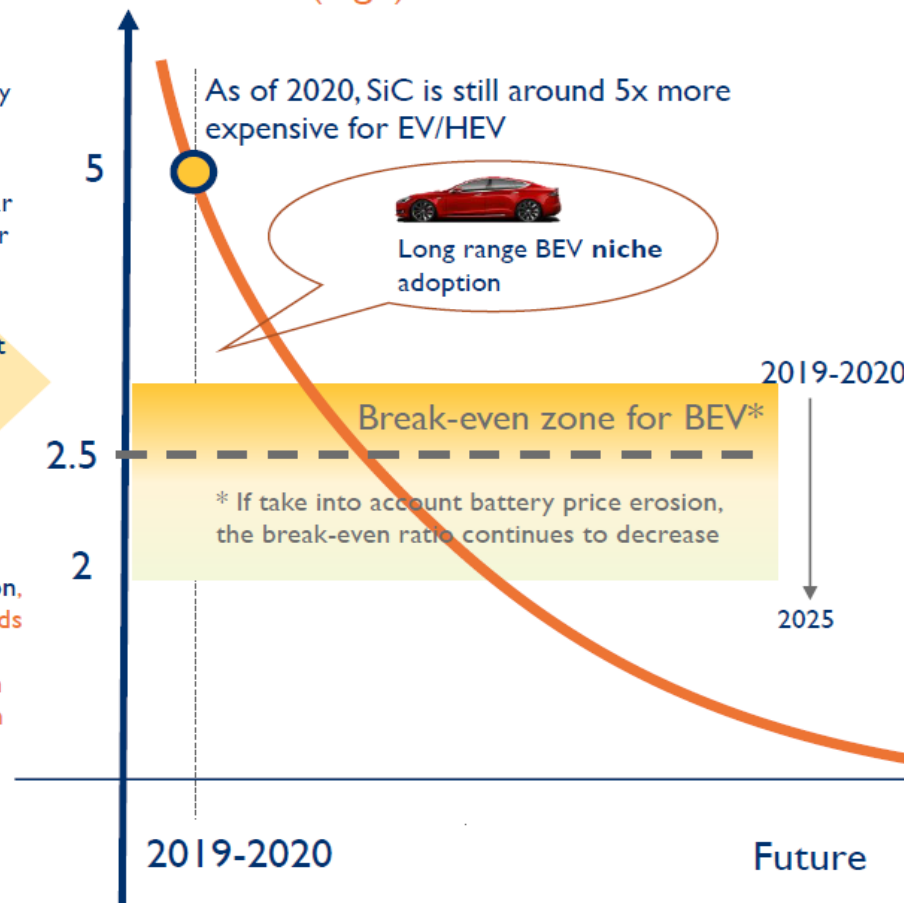 As of 2020, SiC is still around 5x more
expensive for EV/HEV
5
Long range BEV niche
adoption
2019-2020
Break-even zone for BEV*
2.5
* If take into account battery price erosion,
the break-even ratio continues to decrease
2
2025
2019-2020
Future